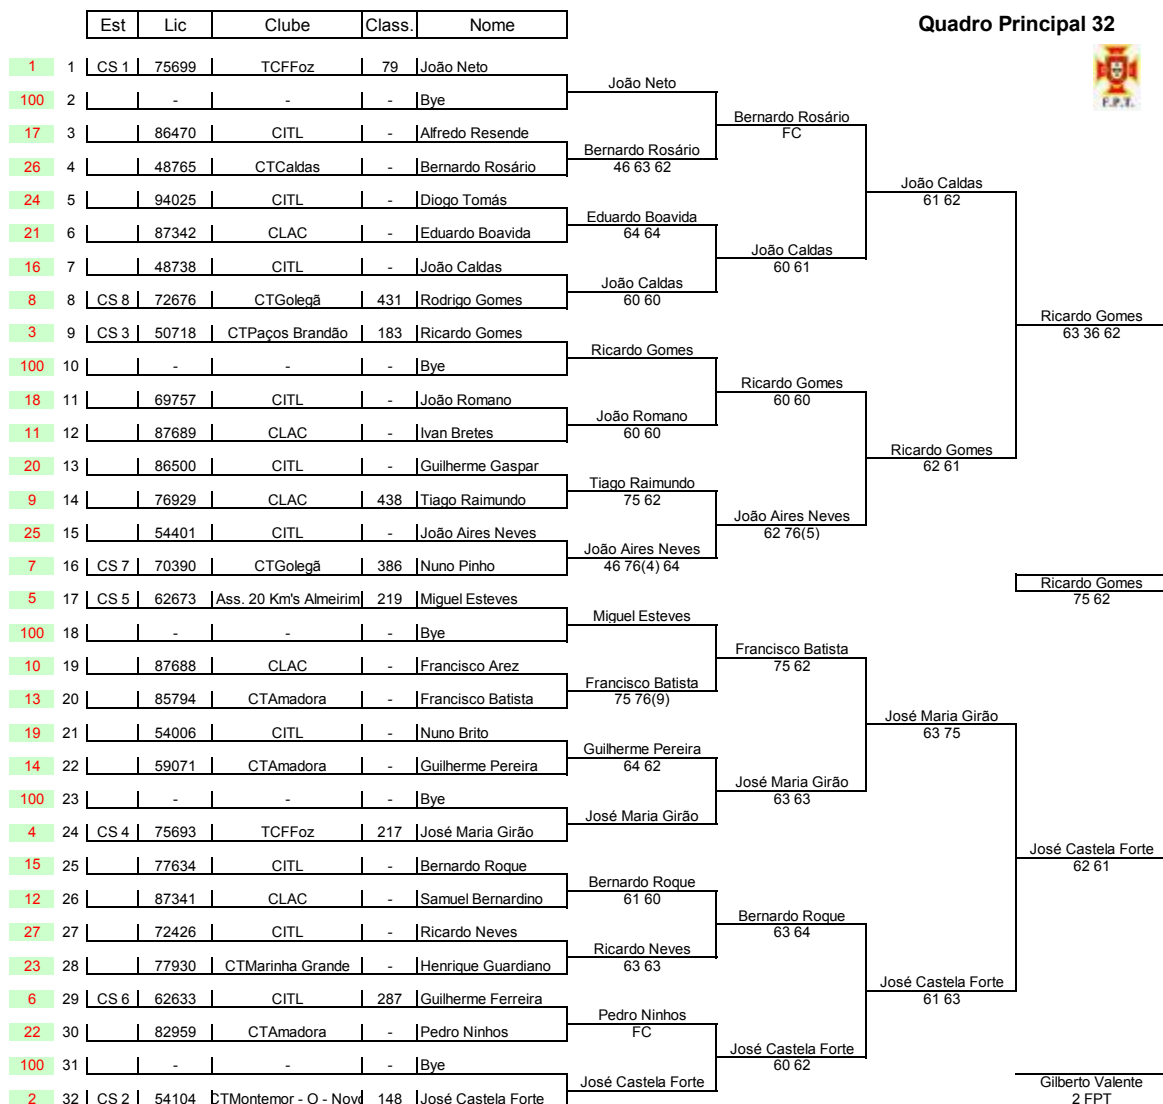 Est Lic Clube Class. Nome
Quadro Principal 32
F.P.T.
1 1 CS 1 75699 TCFFoz 79 João Neto
João Neto
100 2 - - - Bye
Bernardo Rosário
FC
17 3 86470 CITL - Alfredo Resende
Bernardo Rosário
46 63 62
26 4 48765 CTCaldas - Bernardo Rosário
João Caldas
61 62
24 5 94025 CITL - Diogo Tomás
Eduardo Boavida
64 64
21 6 87342 CLAC - Eduardo Boavida
João Caldas
60 61
16 7 48738 CITL - João Caldas
João Caldas
60 60
8 8 CS 8 72676 CTGolegã 431 Rodrigo Gomes
Ricardo Gomes
63 36 62
3 9 CS 3 50718 CTPaços Brandão 183 Ricardo Gomes
Ricardo Gomes
100 10 - - - Bye
Ricardo Gomes
60 60
18 11 69757 CITL - João Romano
João Romano
60 60
11 12 87689 CLAC - Ivan Bretes
Ricardo Gomes
62 61
20 13 86500 CITL - Guilherme Gaspar
Tiago Raimundo
75 62
9 14 76929 CLAC 438 Tiago Raimundo
João Aires Neves
62 76(5)
25 15 54401 CITL - João Aires Neves
João Aires Neves
46 76(4) 64
7 16 CS 7 70390 CTGolegã 386 Nuno Pinho
Ricardo Gomes
75 62
5 17 CS 5 62673 Ass. 20 Km's Almeirim 219 Miguel Esteves
Miguel Esteves
100 18 - - - Bye
Francisco Batista
75 62
10 19 87688 CLAC - Francisco Arez
Francisco Batista
75 76(9)
13 20 85794 CTAmadora - Francisco Batista
José Maria Girão
63 75
19 21 54006 CITL - Nuno Brito
Guilherme Pereira
64 62
14 22 59071 CTAmadora - Guilherme Pereira
José Maria Girão
63 63
100 23 - - - Bye
José Maria Girão
4 24 CS 4 75693 TCFFoz 217 José Maria Girão
José Castela Forte
62 61
15 25 77634 CITL - Bernardo Roque
Bernardo Roque
61 60
12 26 87341 CLAC - Samuel Bernardino
Bernardo Roque
63 64
27 27 72426 CITL - Ricardo Neves
Ricardo Neves
63 63
23 28 77930 CTMarinha Grande - Henrique Guardiano
José Castela Forte
61 63
6 29 CS 6 62633 CITL 287 Guilherme Ferreira
Pedro Ninhos
FC
22 30 82959 CTAmadora - Pedro Ninhos
José Castela Forte
60 62
100 31 - - - Bye
José Castela Forte
2 32 CS 2 54104 CTMontemor - O - Novo 148 José Castela Forte
Gilberto Valente
2 FPT